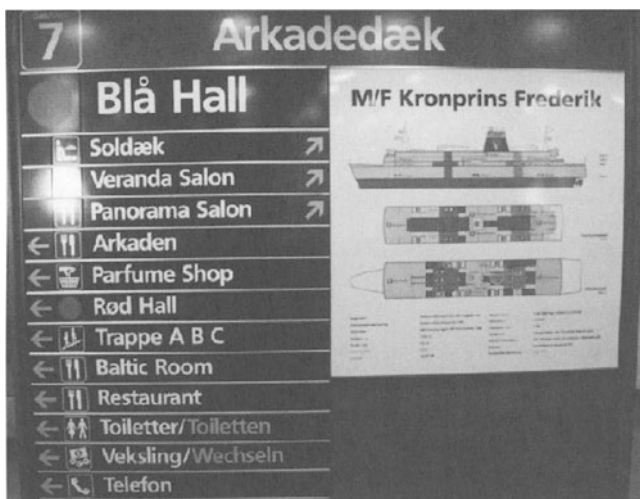 7
Arkadedæk
Blå Hall
Soldæk
Veranda Salon
Panorama Salon
Arkaden
Parfume Shop
Rød Hall
Trappe A B C
Baltic Room
Restaurant
Toiletter/Toiletten
Veksling/Wechseln
Telefon
M/F Kronprins Frederik